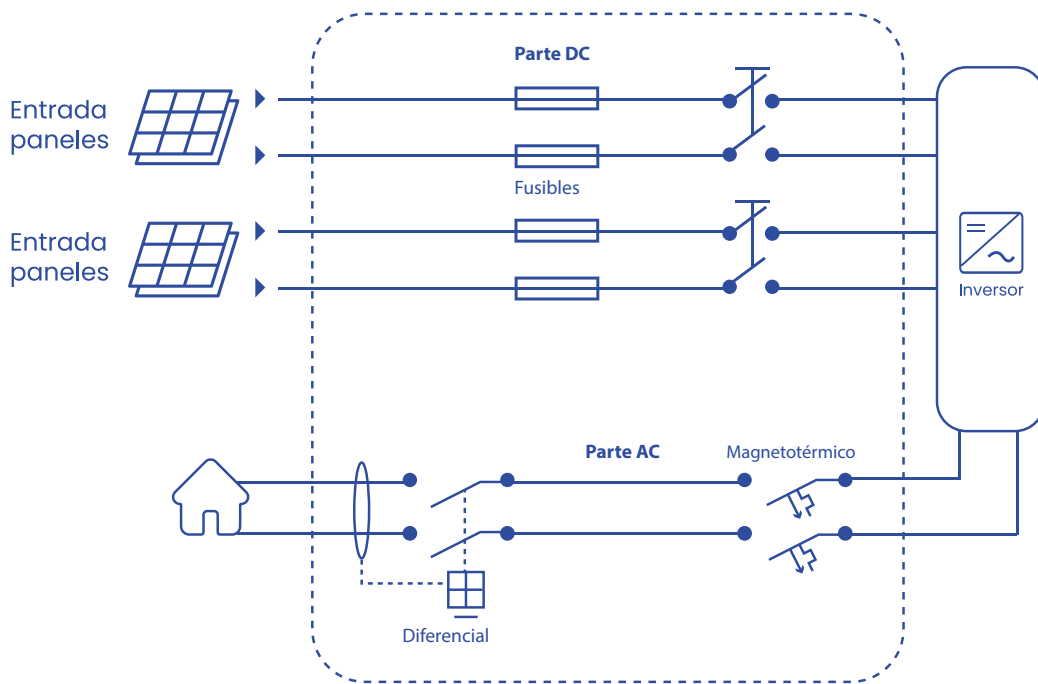 Parte DC
Entrada
paneles
Fusibles
Entrada
paneles
Inversor
Parte AC
Magnetotérmico
Diferencial